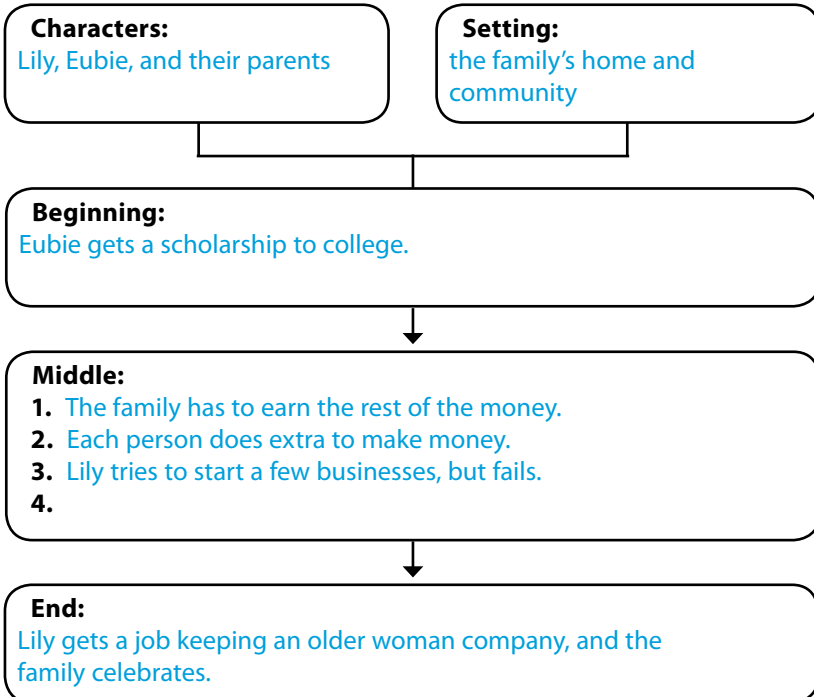 Characters:
Lily, Eubie, and their parents
Setting:
the family’s home and
community
Beginning:
Eubie gets a scholarship to college.
Middle:
1. The family has to earn the rest of the money.
2. Each person does extra to make money.
3. Lily tries to start a few businesses, but fails.
4.
End:
Lily gets a job keeping an older woman company, and the
family celebrates.